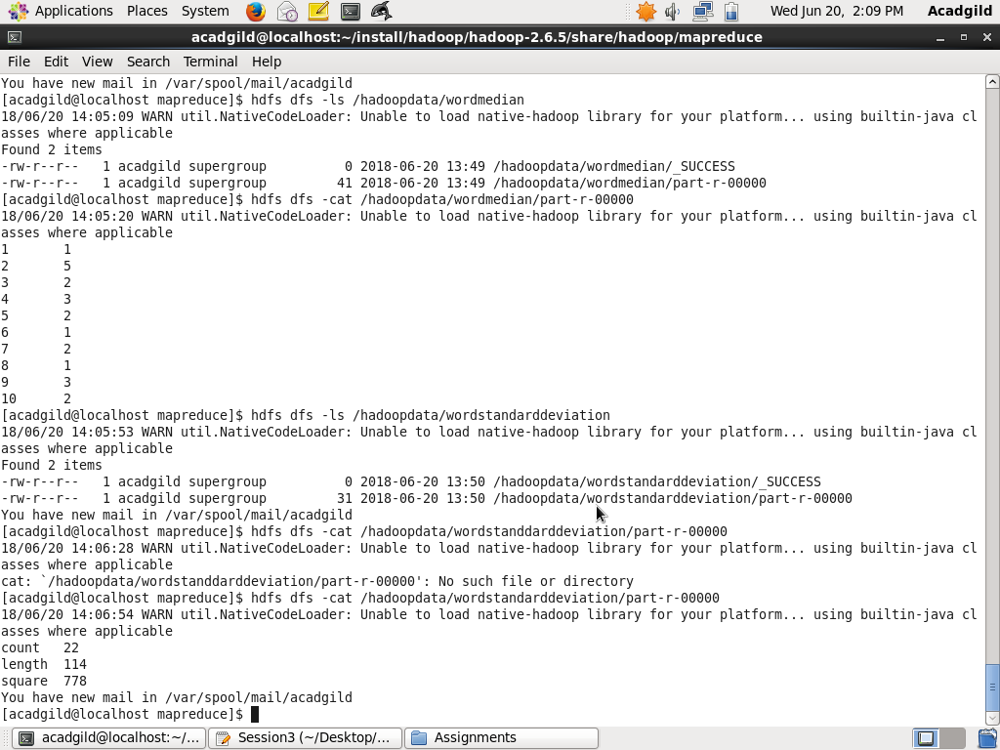 Applications Places System Wed Jun 20, 2:09 PM Acadgild
acadgild@localhost:~/install/hadoop/hadoop-2.6.5/share/hadoop/mapreduce
File Edit View Search Terminal Help
You have new mail in /var/spool/mail/acadgild
[acadgild@localhost mapreduce]$ hdfs dfs -ls /hadoopdata/wordmedian
18/06/20 14:05:09 WARN util.NativeCodeLoader: Unable to load native-hadoop library for your platform... using builtin-java cl
asses where applicable
Found 2 items
-rw-r--r--   1 acadgild supergroup          0 2018-06-20 13:49 /hadoopdata/wordmedian/_SUCCESS
-rw-r--r--   1 acadgild supergroup         41 2018-06-20 13:49 /hadoopdata/wordmedian/part-r-00000
[acadgild@localhost mapreduce]$ hdfs dfs -cat /hadoopdata/wordmedian/part-r-00000
18/06/20 14:05:20 WARN util.NativeCodeLoader: Unable to load native-hadoop library for your platform... using builtin-java cl
asses where applicable
1       1
2       5
3       2
4       3
5       2
6       1
7       2
8       1
9       3
10      2
[acadgild@localhost mapreduce]$ hdfs dfs -ls /hadoopdata/wordstandarddeviation
18/06/20 14:05:53 WARN util.NativeCodeLoader: Unable to load native-hadoop library for your platform... using builtin-java cl
asses where applicable
Found 2 items
-rw-r--r--   1 acadgild supergroup          0 2018-06-20 13:50 /hadoopdata/wordstandarddeviation/_SUCCESS
-rw-r--r--   1 acadgild supergroup         31 2018-06-20 13:50 /hadoopdata/wordstandarddeviation/part-r-00000
You have new mail in /var/spool/mail/acadgild
[acadgild@localhost mapreduce]$ hdfs dfs -cat /hadoopdata/wordstanddarddeviation/part-r-00000
18/06/20 14:06:28 WARN util.NativeCodeLoader: Unable to load native-hadoop library for your platform... using builtin-java cl
asses where applicable
cat: `/hadoopdata/wordstanddarddeviation/part-r-00000': No such file or directory
[acadgild@localhost mapreduce]$ hdfs dfs -cat /hadoopdata/wordstandarddeviation/part-r-00000
18/06/20 14:06:54 WARN util.NativeCodeLoader: Unable to load native-hadoop library for your platform... using builtin-java cl
asses where applicable
count   22
length  114
square  778
You have new mail in /var/spool/mail/acadgild
[acadgild@localhost mapreduce]$
acadgild@localhost:~/... Session3 (~/Desktop/... Assignments